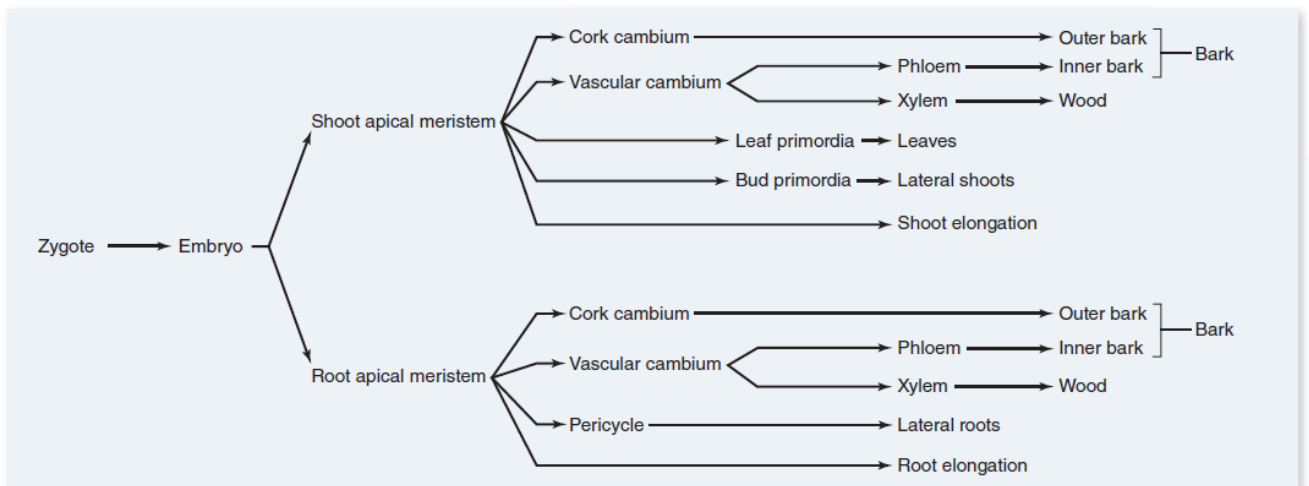 Cork cambium Outer bark
Bark
Phloem Inner bark
Vascular cambium
Xylem Wood
Shoot apical meristem
Leaf primordia Leaves
Bud primordia Lateral shoots
Shoot elongation
Zygote Embryo
Cork cambium Outer bark
Bark
Phloem Inner bark
Vascular cambium
Xylem Wood
Root apical meristem
Pericycle Lateral roots
Root elongation